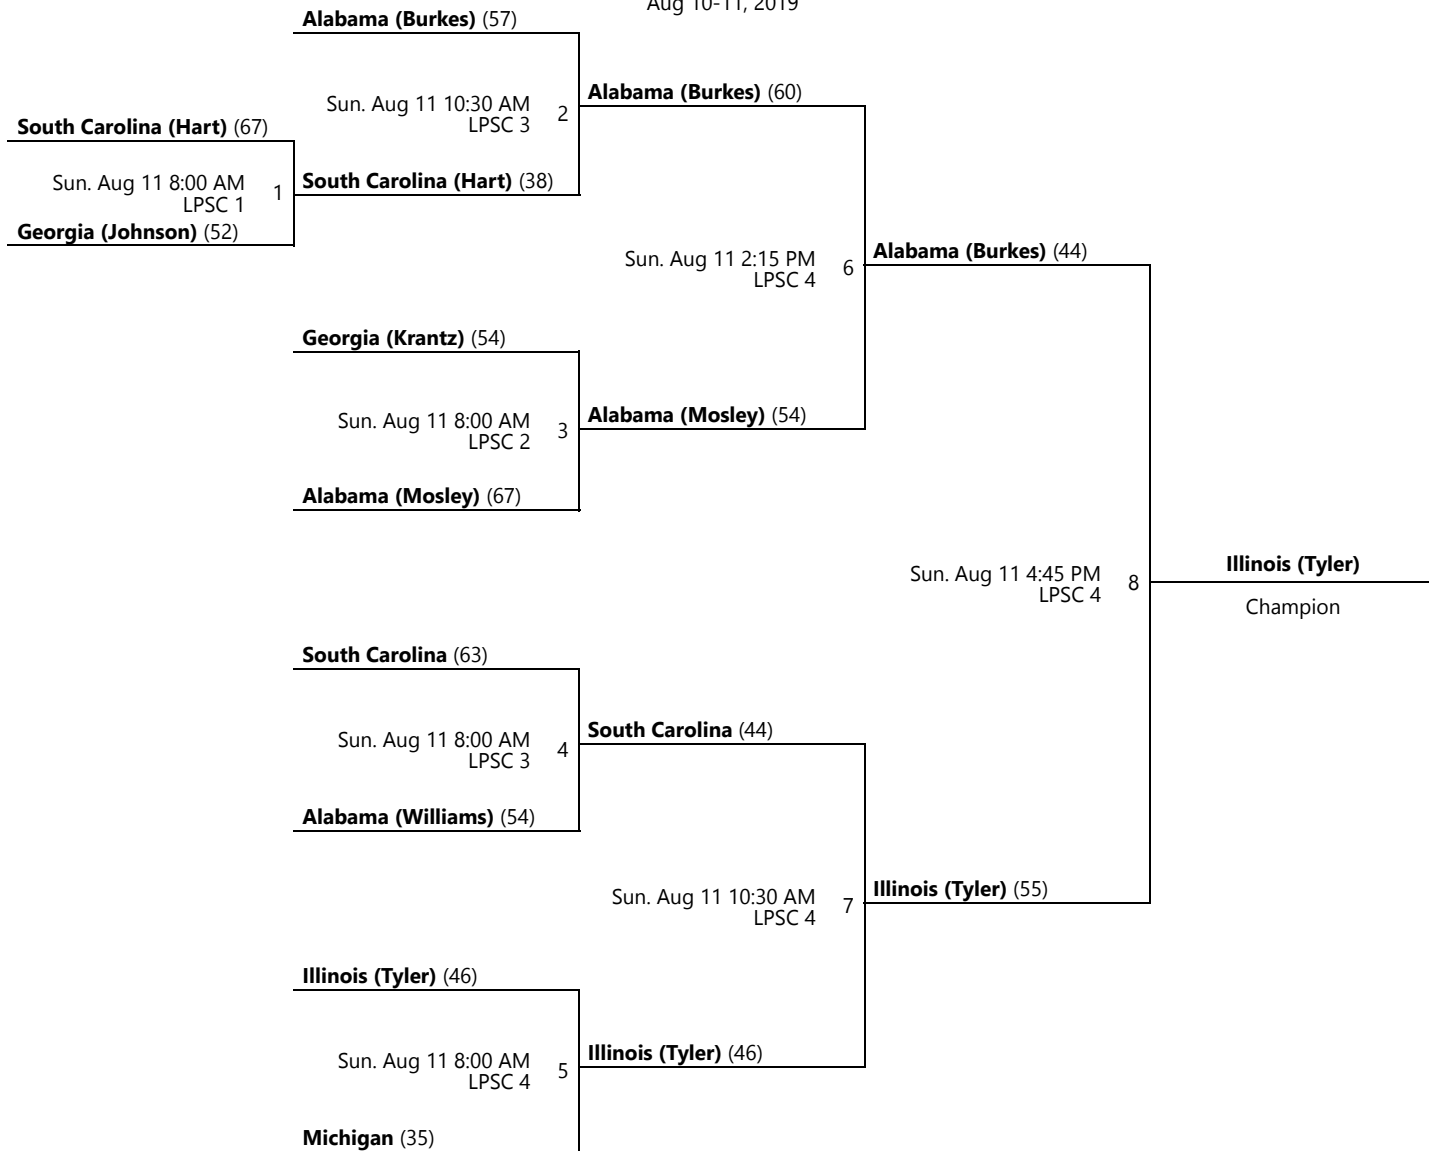 Aug 10-11, 2019
Alabama (Burkes) (57)
Sun. Aug 11 10:30 AM
LPSC 3
2
Alabama (Burkes) (60)
South Carolina (Hart) (67)
Sun. Aug 11 8:00 AM
LPSC 1
1
South Carolina (Hart) (38)
Georgia (Johnson) (52)
Sun. Aug 11 2:15 PM
LPSC 4
6
Alabama (Burkes) (44)
Georgia (Krantz) (54)
Sun. Aug 11 8:00 AM
LPSC 2
3
Alabama (Mosley) (54)
Alabama (Mosley) (67)
Sun. Aug 11 4:45 PM
LPSC 4
8
Illinois (Tyler)
Champion
South Carolina (63)
Sun. Aug 11 8:00 AM
LPSC 3
4
South Carolina (44)
Alabama (Williams) (54)
Sun. Aug 11 10:30 AM
LPSC 4
7
Illinois (Tyler) (55)
Illinois (Tyler) (46)
Sun. Aug 11 8:00 AM
LPSC 4
5
Illinois (Tyler) (46)
Michigan (35)